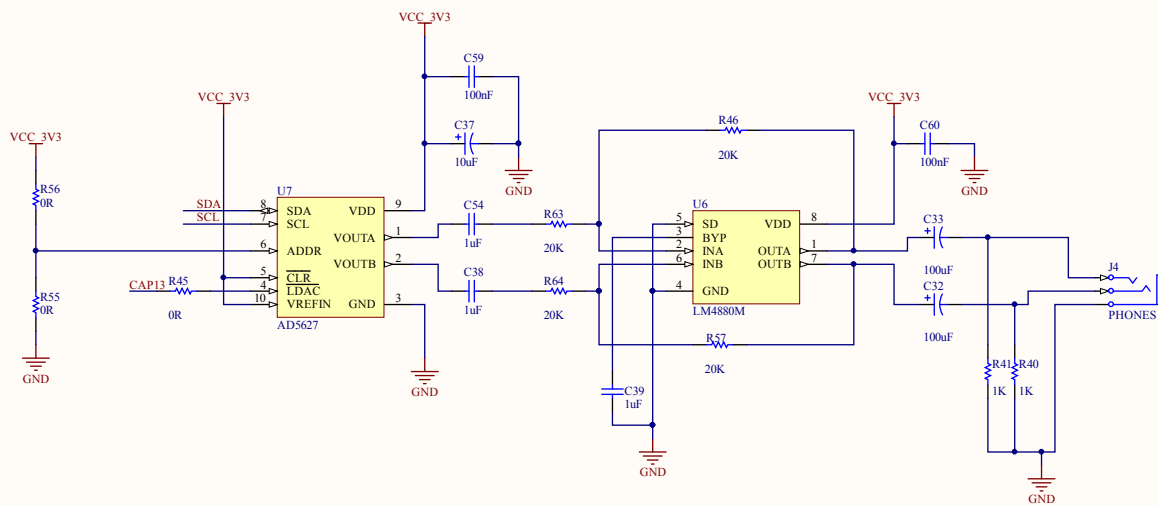 VCC_3V3
C59
100nF
C37
+
10uF
GND
VCC_3V3
VCC_3V3
R56
0R
R55
0R
GND
SDA
SCL
CAP13
R45
0R
U7
8 SDA VDD 9
7 SCL
VOUTA 1
6 ADDR
VOUTB 2
5 CLR
4 LDAC
10 VREFIN GND 3
AD5627
GND
C54
1uF
C38
1uF
R63
20K
R64
20K
R46
20K
R57
20K
C39
1uF
GND
U6
5 SD VDD 8
3 BYP
2 INA OUTA 1
6 INB OUTB 7
4 GND
LM4880M
VCC_3V3
C60
100nF
GND
C33
+
100uF
C32
+
100uF
R41
1K
R40
1K
GND
J4
PHONES